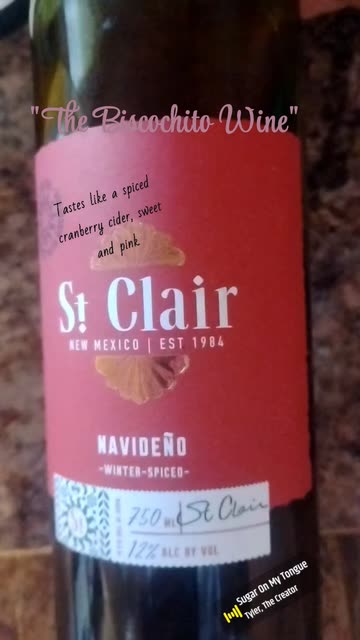 "The Biscochito Wine"
Tastes like a spiced
cranberry cider, sweet
and pink
St Clair
NEW MEXICO | EST 1984
NAVIDEÑO
-WINTER-SPICED-
750 ML St Clair
12% ALC BY VOL
Sugar On My Tongue
Tyler, The Creator